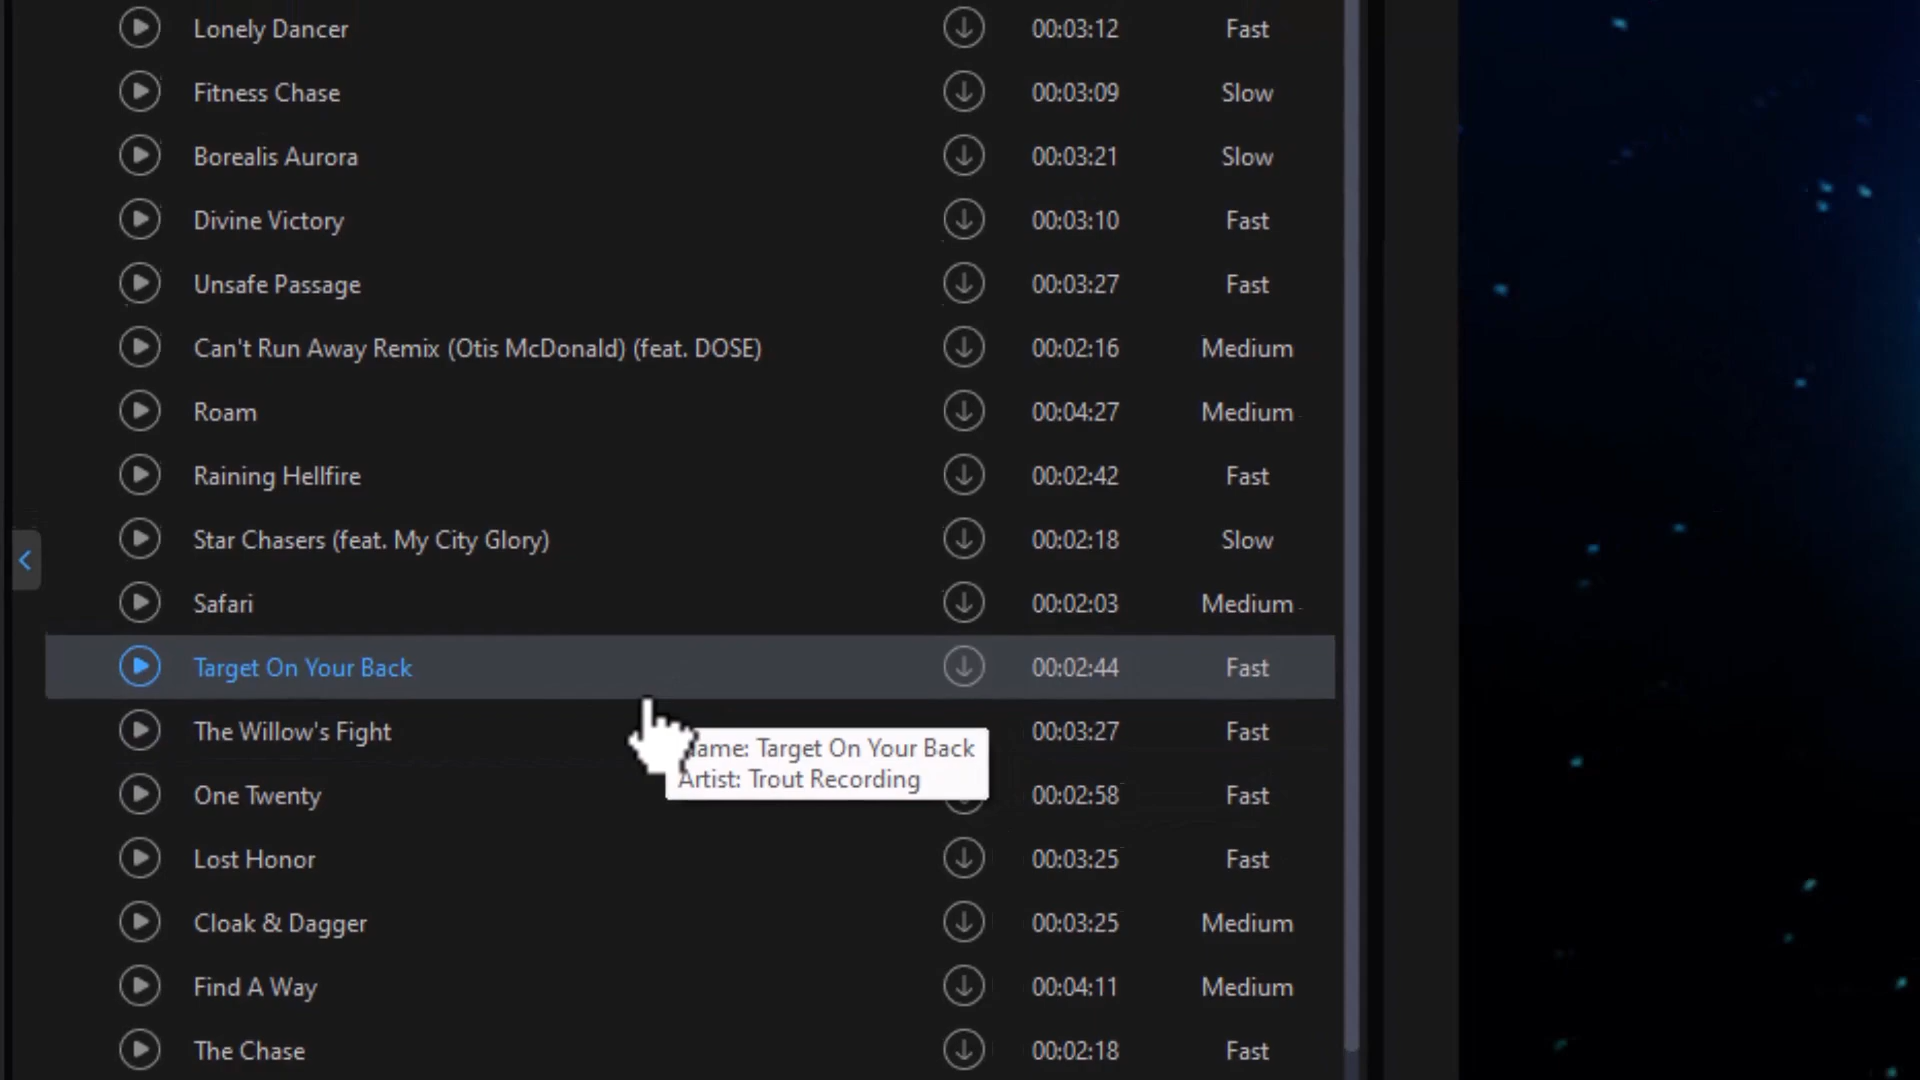 Lonely Dancer 00:03:12 Fast
Fitness Chase 00:03:09 Slow
Borealis Aurora 00:03:21 Slow
Divine Victory 00:03:10 Fast
Unsafe Passage 00:03:27 Fast
Can't Run Away Remix (Otis McDonald) (feat. DOSE) 00:02:16 Medium
Roam 00:04:27 Medium
Raining Hellfire 00:02:42 Fast
Star Chasers (feat. My City Glory) 00:02:18 Slow
Safari 00:02:03 Medium
Target On Your Back 00:02:44 Fast
The Willow's Fight 00:03:27 Fast
ame: Target On Your Back
Artist: Trout Recording
One Twenty 00:02:58 Fast
Lost Honor 00:03:25 Fast
Cloak & Dagger 00:03:25 Medium
Find A Way 00:04:11 Medium
The Chase 00:02:18 Fast